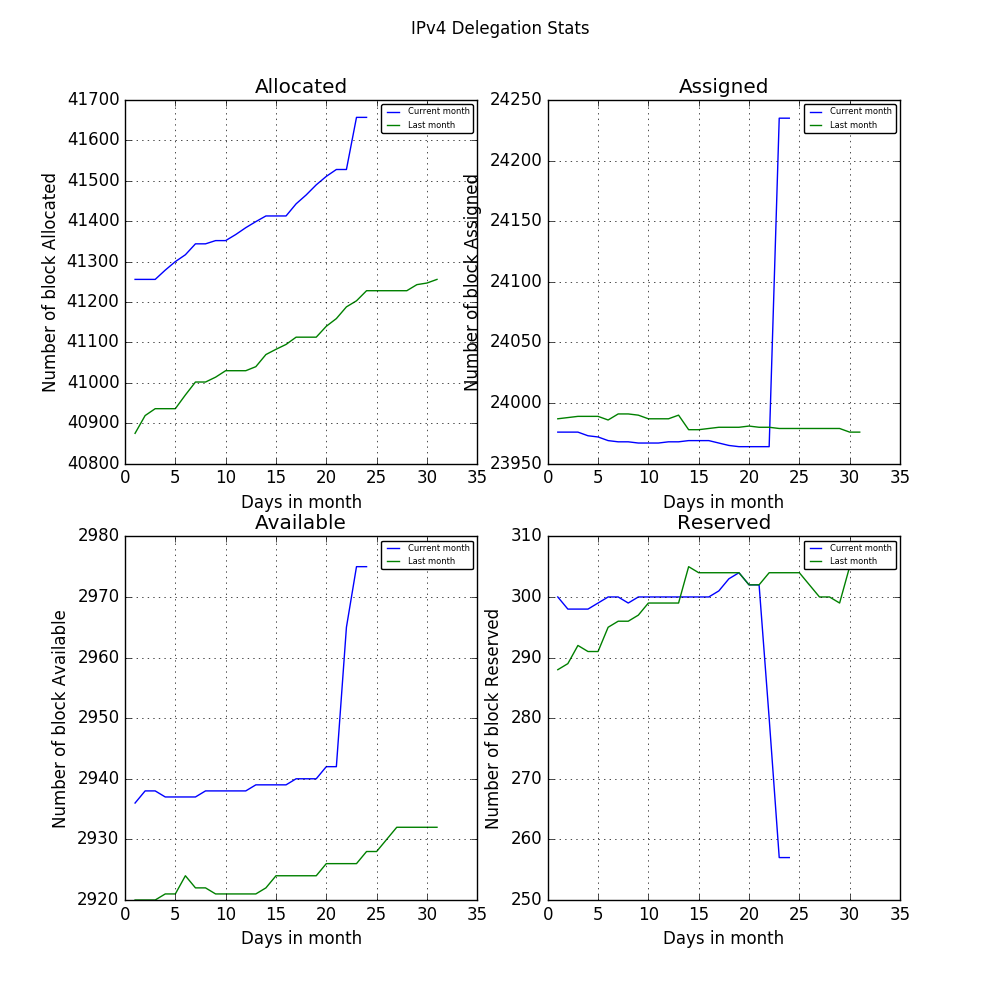 IPv4 Delegation Stats
Allocated
Number of block Allocated
41700
41600
41500
41400
41300
41200
41100
41000
40900
40800
Current month
Last month
0 5 10 15 20 25 30 35
Days in month
Assigned
Number of block Assigned
24250
24200
24150
24100
24050
24000
23950
Current month
Last month
0 5 10 15 20 25 30 35
Days in month
Available
Number of block Available
2980
2970
2960
2950
2940
2930
2920
Current month
Last month
0 5 10 15 20 25 30 35
Days in month
Reserved
Number of block Reserved
310
300
290
280
270
260
250
Current month
Last month
0 5 10 15 20 25 30 35
Days in month